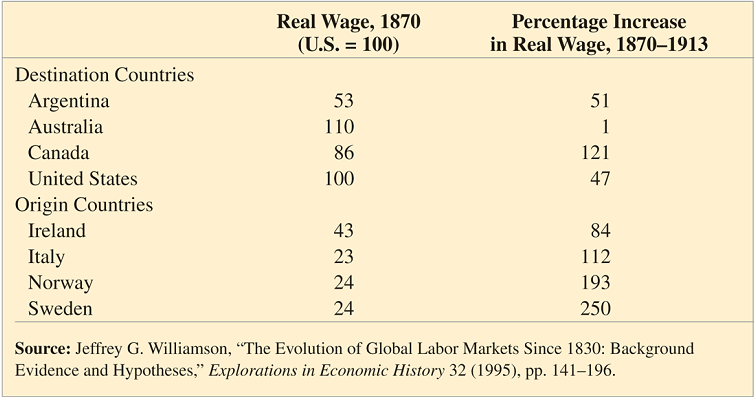 Real Wage, 1870 Percentage Increase
(U.S. = 100) in Real Wage, 1870–1913
Destination Countries
Argentina 53 51
Australia 110 1
Canada 86 121
United States 100 47
Origin Countries
Ireland 43 84
Italy 23 112
Norway 24 193
Sweden 24 250
Source: Jeffrey G. Williamson, “The Evolution of Global Labor Markets Since 1830: Background
Evidence and Hypotheses,” Explorations in Economic History 32 (1995), pp. 141–196.